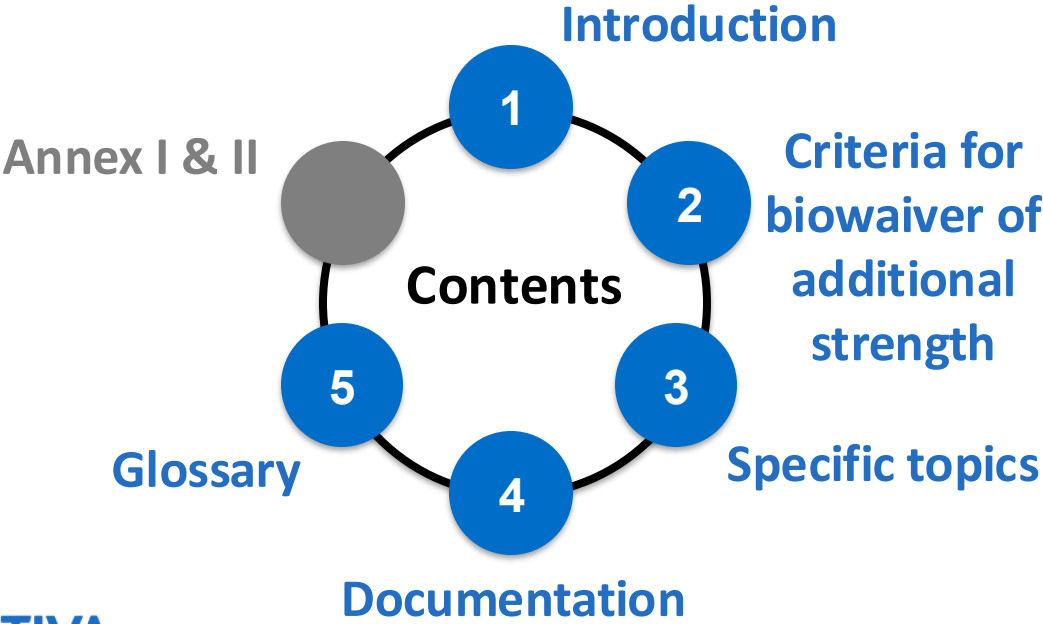 Introduction
1
Annex I & II
2
Criteria for
biowaiver of
additional
strength
Contents
5
3
Glossary
Specific topics
4
Documentation